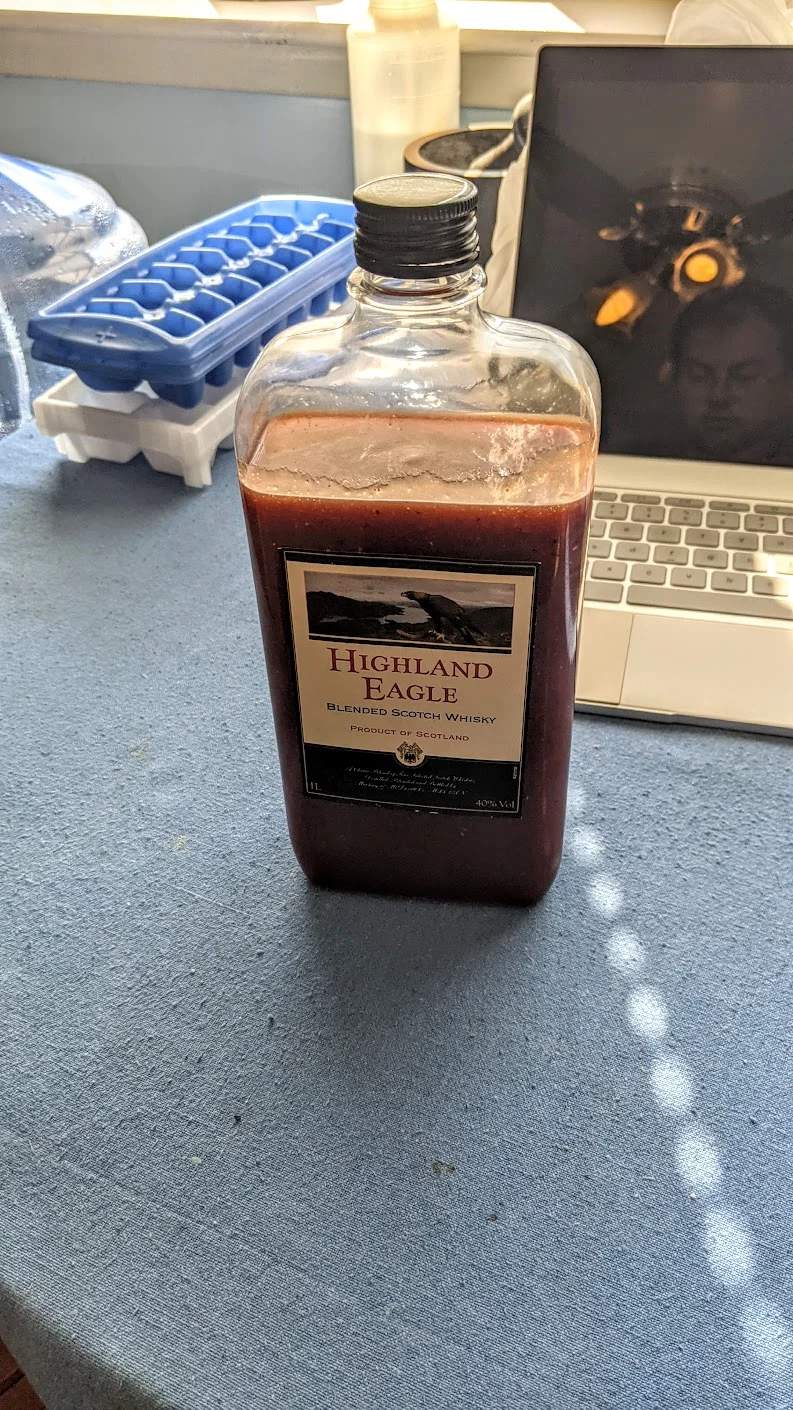 HIGHLAND
EAGLE
BLENDED SCOTCH WHISKY
PRODUCT OF SCOTLAND
1L
40% Vol